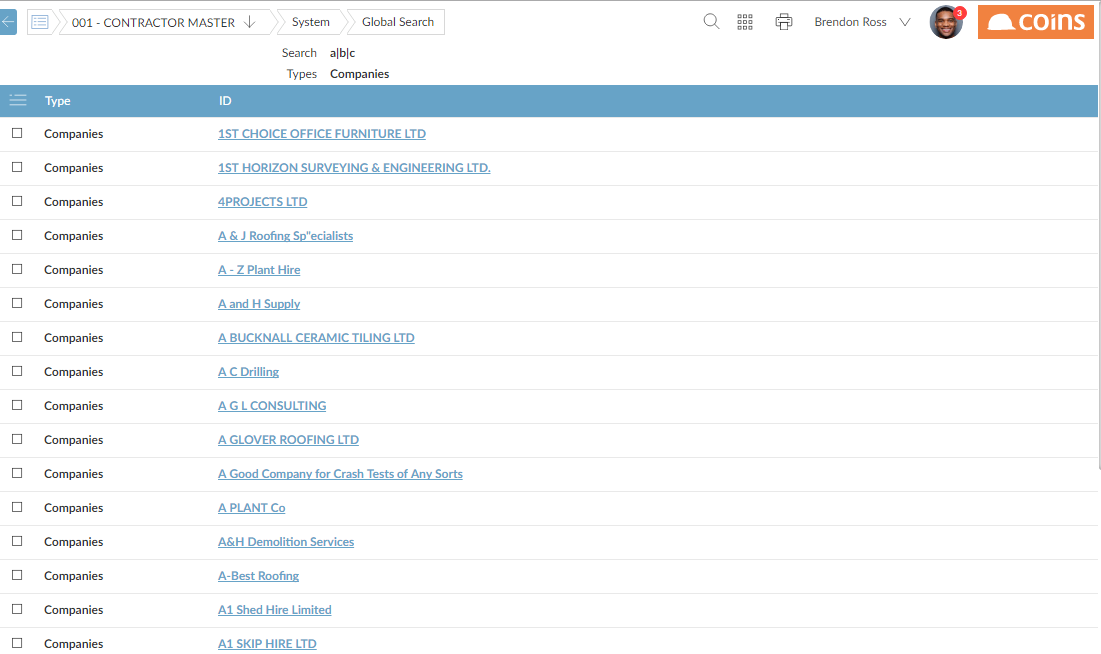 001 - CONTRACTOR MASTER System Global Search Brendon Ross 3 coins
Search a|b|c
Types Companies
Type ID
Companies 1ST CHOICE OFFICE FURNITURE LTD
Companies 1ST HORIZON SURVEYING & ENGINEERING LTD.
Companies 4PROJECTS LTD
Companies A & J Roofing Sp"ecialists
Companies A - Z Plant Hire
Companies A and H Supply
Companies A BUCKNALL CERAMIC TILING LTD
Companies A C Drilling
Companies A G L CONSULTING
Companies A GLOVER ROOFING LTD
Companies A Good Company for Crash Tests of Any Sorts
Companies A PLANT Co
Companies A&H Demolition Services
Companies A-Best Roofing
Companies A1 Shed Hire Limited
Companies A1 SKIP HIRE LTD